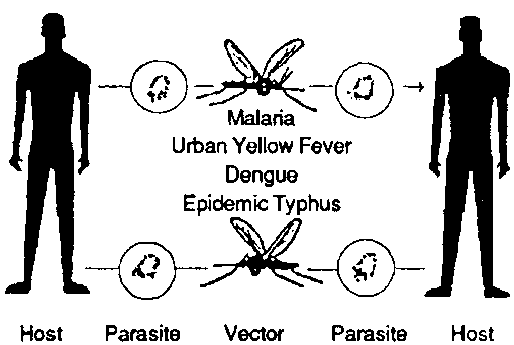 Malaria
Urban Yellow Fever
Dengue
Epidemic Typhus
Host Parasite Vector Parasite Host